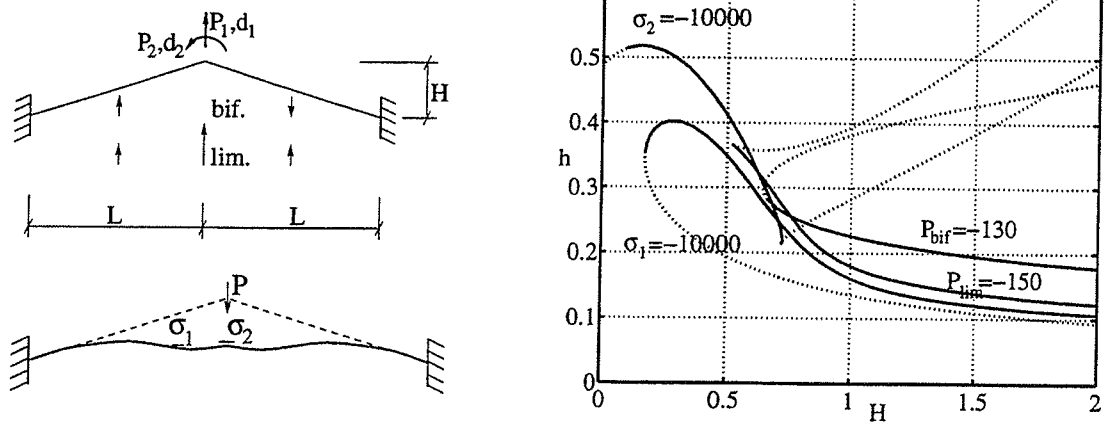 P₁,d₁
P₂,d₂
H
bif.
lim.
L L
P
σ₁ σ₂
σ₂=-10000
0.5
0.4
h
0.3
0.2
0.1
0
σ₁=-10000
P_bif=-130
P_lim=-150
0 0.5 1 1.5 2
H